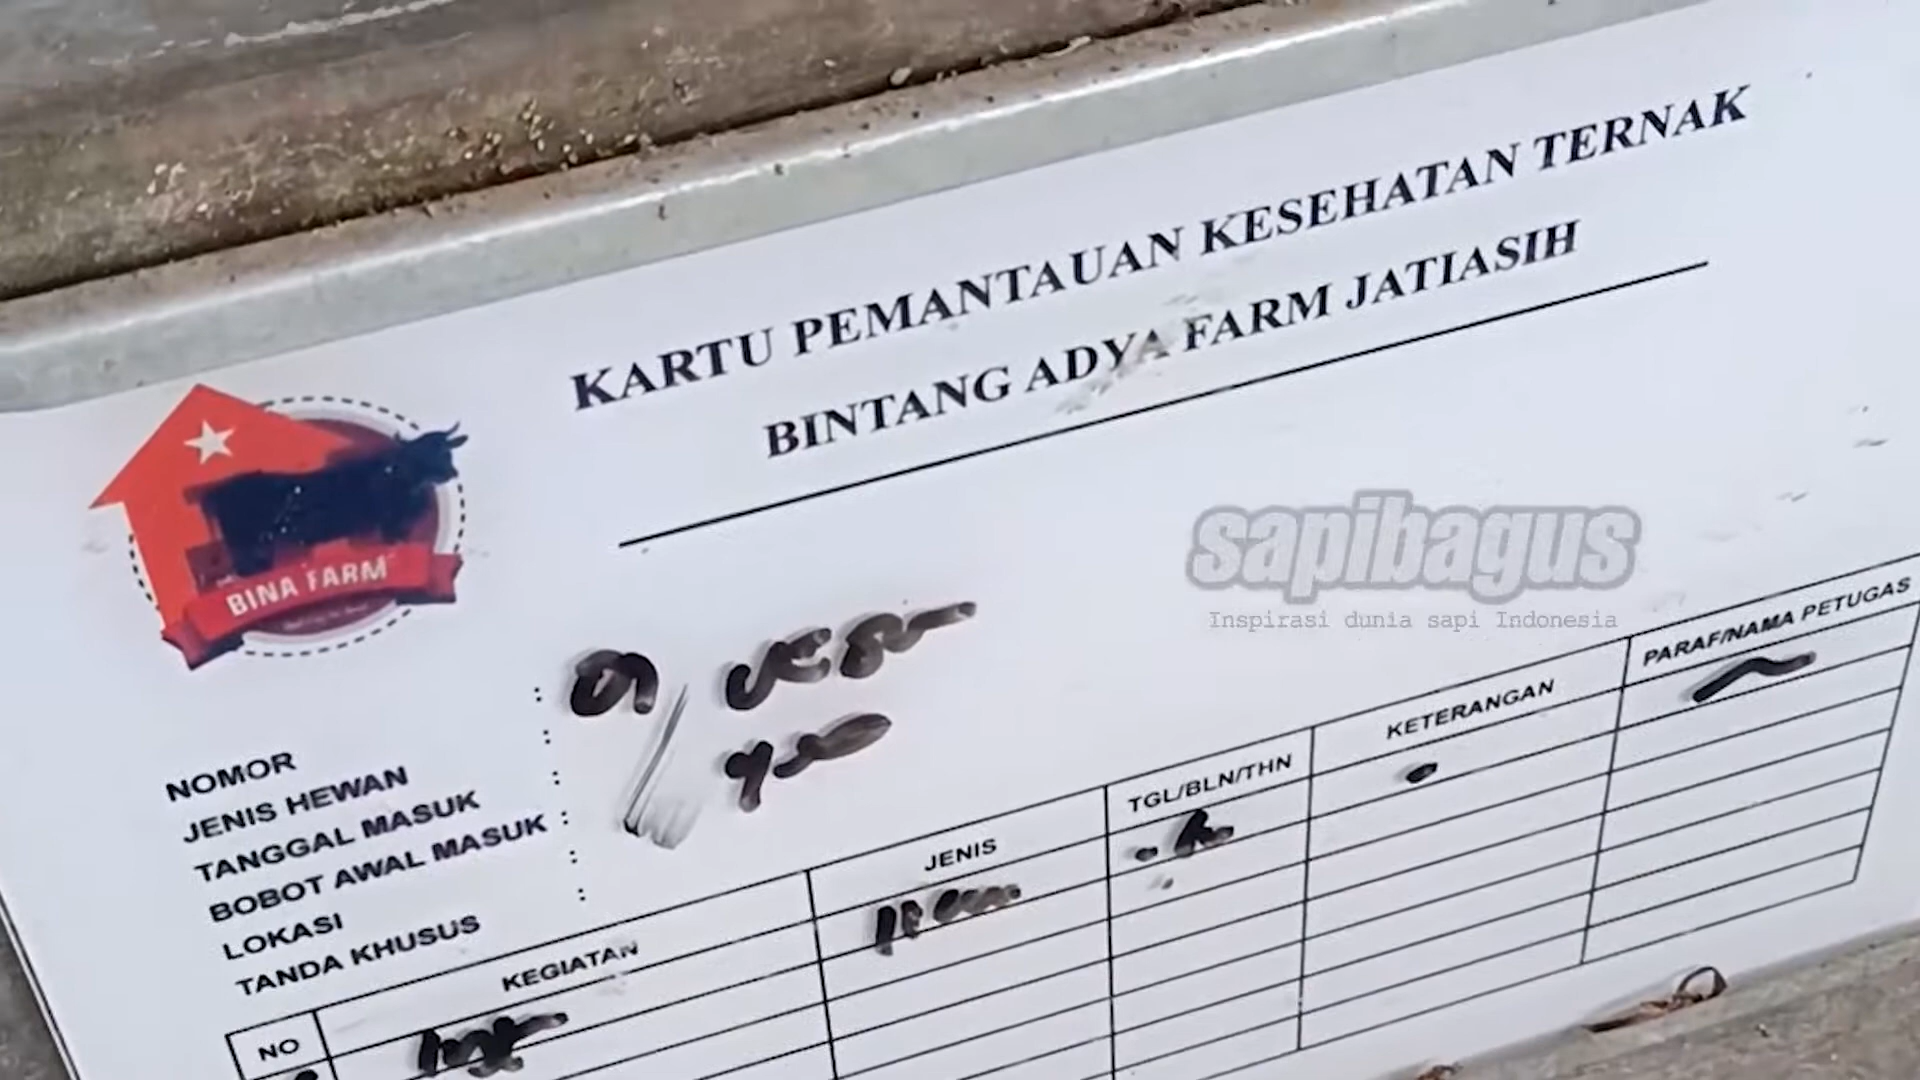 KARTU PEMANTAUAN KESEHATAN TERNAK
BINTANG ADYA FARM JATIASIH
BINA FARM
sapibagus
Inspirasi dunia sapi Indonesia
NOMOR :
JENIS HEWAN :
TANGGAL MASUK :
BOBOT AWAL MASUK :
LOKASI :
TANDA KHUSUS :
NO KEGIATAN JENIS TGL/BLN/THN KETERANGAN PARAF/NAMA PETUGAS